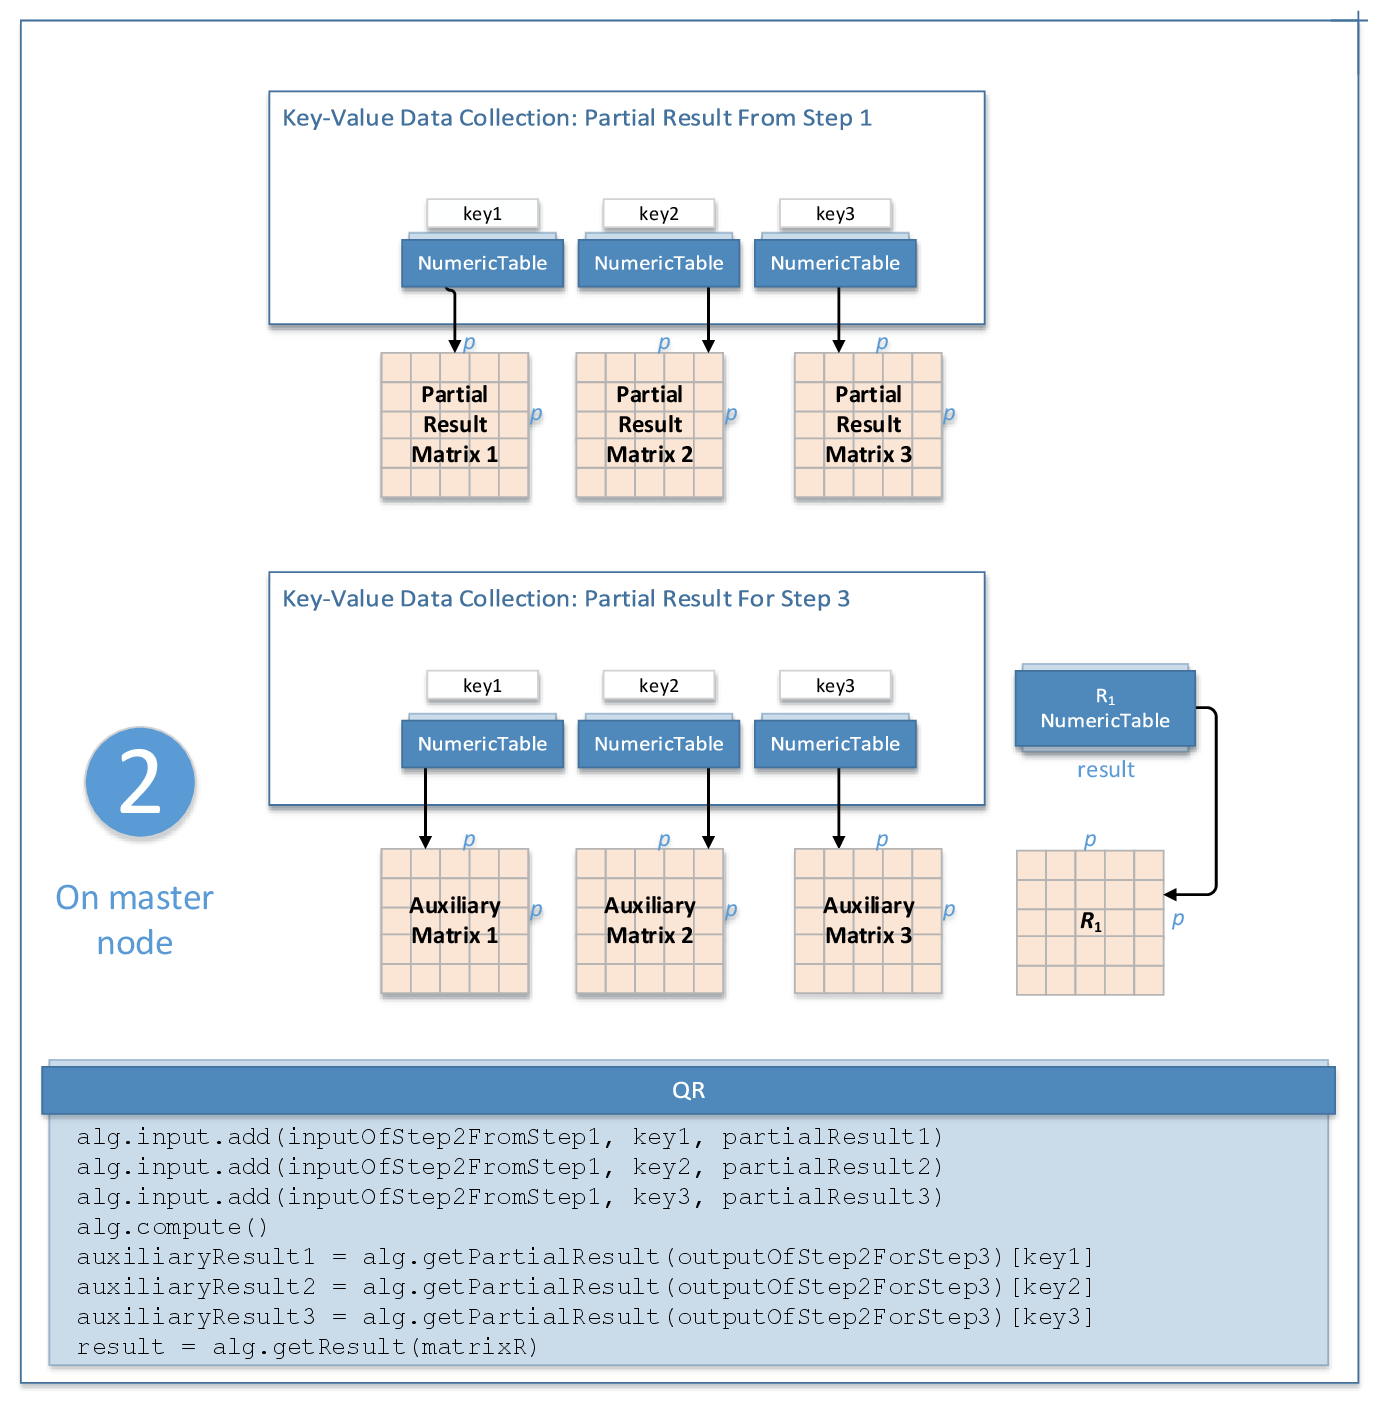 Key-Value Data Collection: Partial Result From Step 1
key1 key2 key3
NumericTable NumericTable NumericTable
p p p
Partial Partial Partial
p p p
Result Result Result
Matrix 1 Matrix 2 Matrix 3
Key-Value Data Collection: Partial Result For Step 3
key1 key2 key3
NumericTable NumericTable NumericTable
R1
NumericTable
result
2
On master
node
p p p p
Auxiliary Auxiliary Auxiliary
p p p
Matrix 1 Matrix 2 Matrix 3
R1
p
QR
alg.input.add(inputOfStep2FromStep1, key1, partialResult1)
alg.input.add(inputOfStep2FromStep1, key2, partialResult2)
alg.input.add(inputOfStep2FromStep1, key3, partialResult3)
alg.compute()
auxiliaryResult1 = alg.getPartialResult(outputOfStep2ForStep3)[key1]
auxiliaryResult2 = alg.getPartialResult(outputOfStep2ForStep3)[key2]
auxiliaryResult3 = alg.getPartialResult(outputOfStep2ForStep3)[key3]
result = alg.getResult(matrixR)